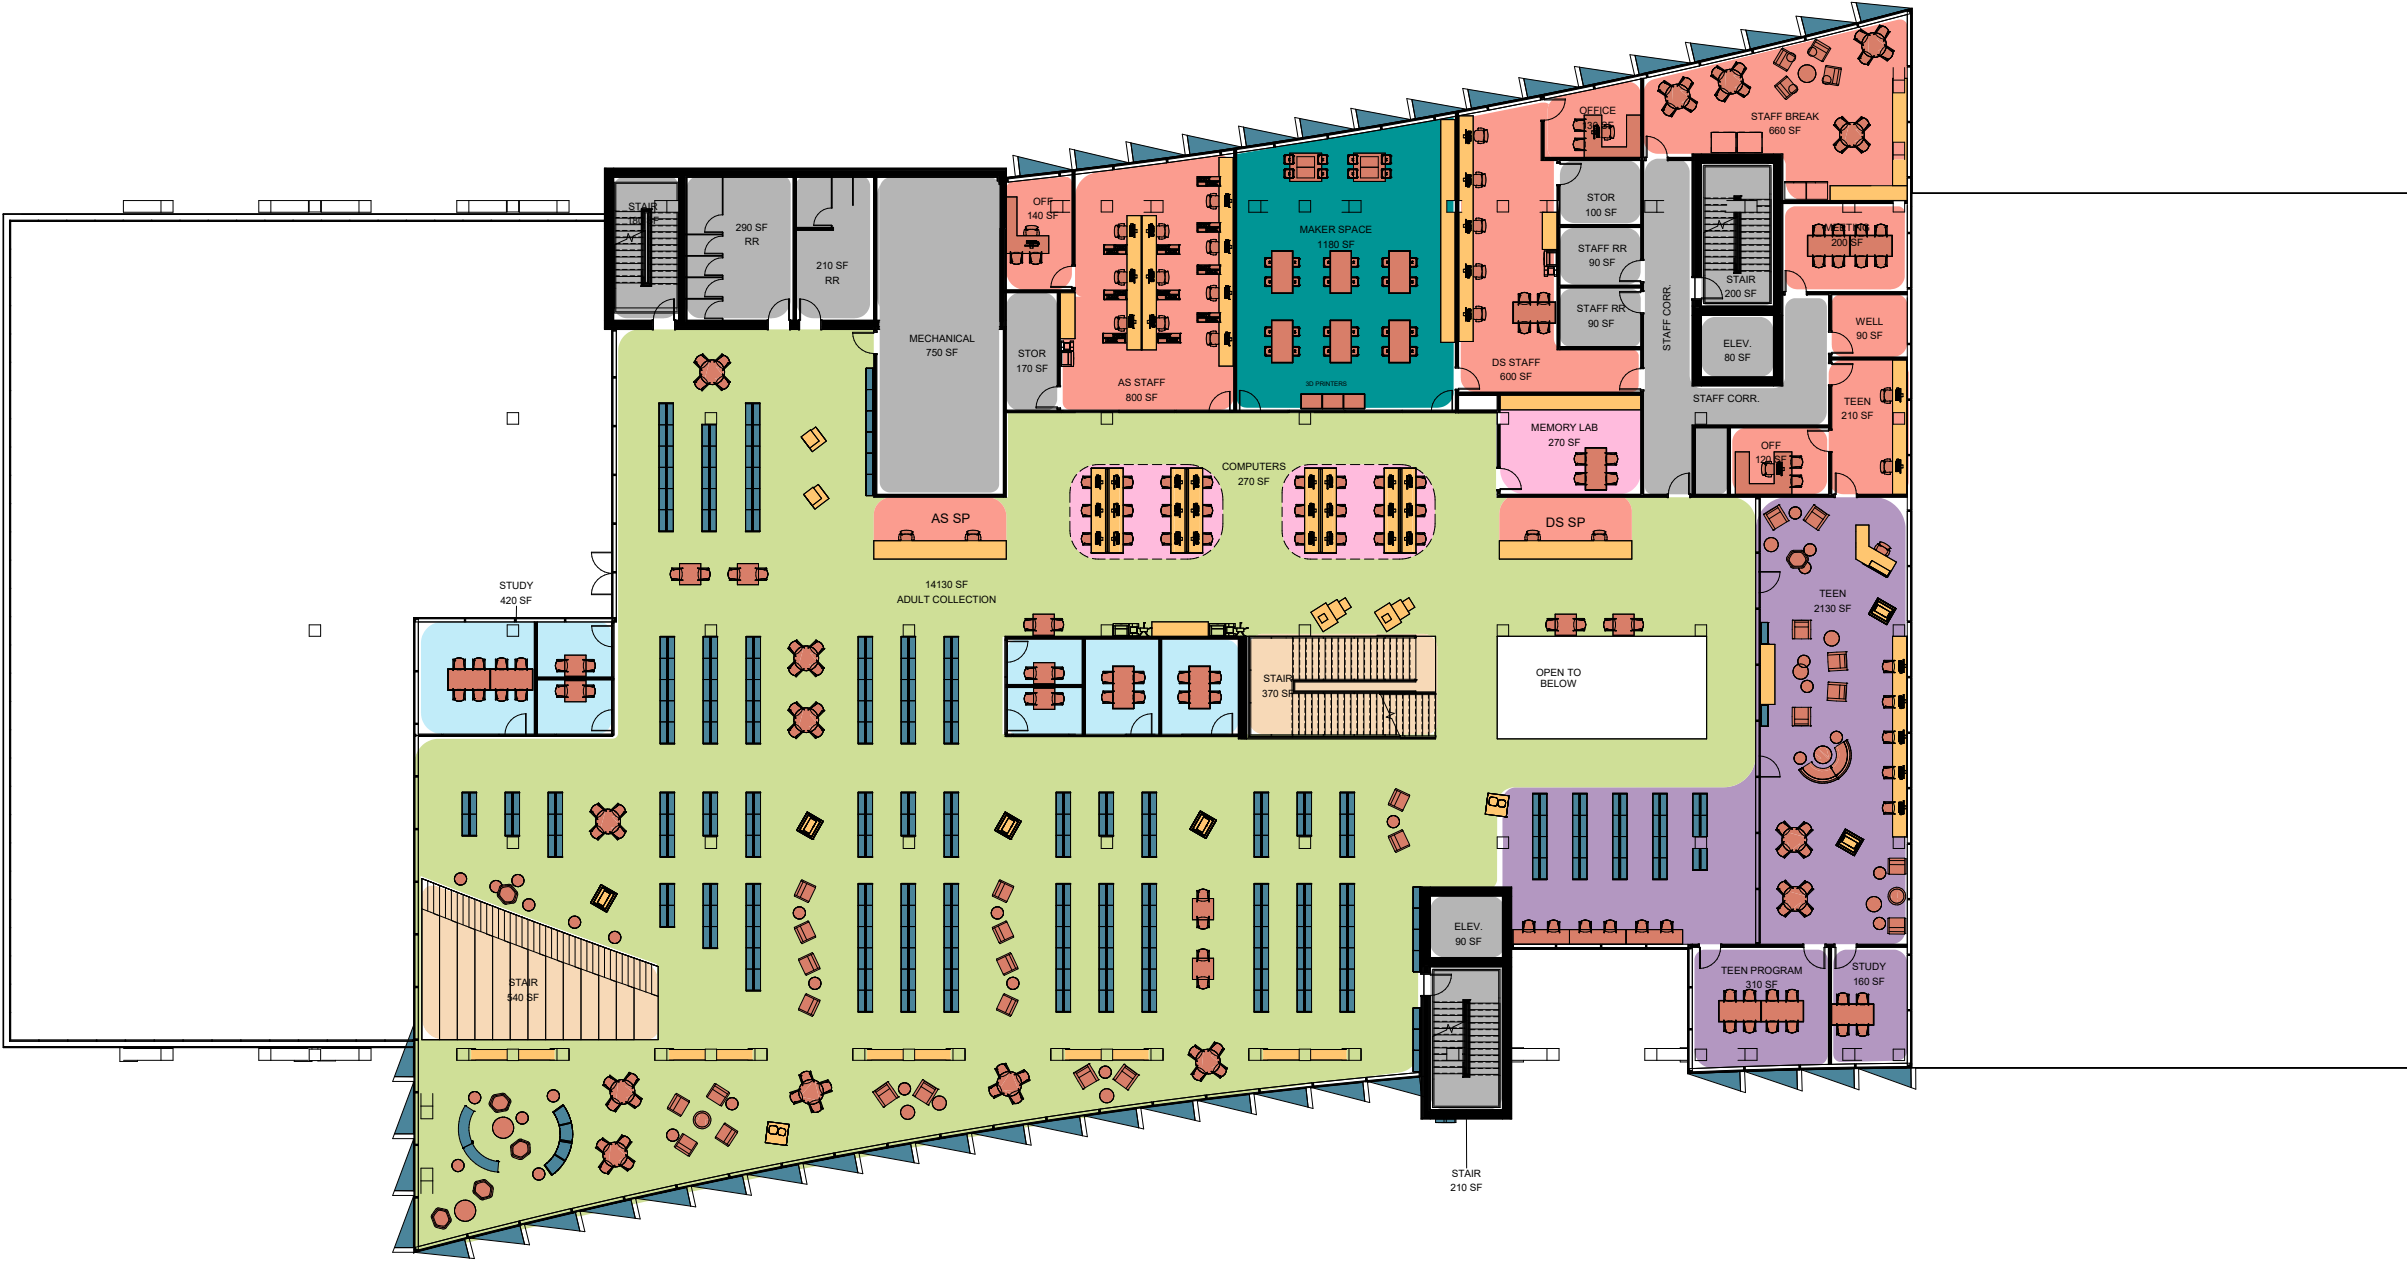 OFFICE
130 SF
STAFF BREAK
660 SF
STAIR
180 SF
290 SF
RR
210 SF
RR
OFF
140 SF
MAKER SPACE
1180 SF
STOR
100 SF
STAFF RR
90 SF
STAFF RR
90 SF
STAFF CORR.
STAIR
200 SF
MEETING
200 SF
WELL
90 SF
ELEV.
80 SF
MECHANICAL
750 SF
STOR
170 SF
AS STAFF
800 SF
3D PRINTERS
DS STAFF
600 SF
STAFF CORR.
TEEN
210 SF
MEMORY LAB
270 SF
OFF
120 SF
COMPUTERS
270 SF
AS SP
DS SP
STUDY
420 SF
14130 SF
ADULT COLLECTION
TEEN
2130 SF
STAIR
370 SF
OPEN TO
BELOW
ELEV.
90 SF
STAIR
540 SF
TEEN PROGRAM
310 SF
STUDY
160 SF
STAIR
210 SF